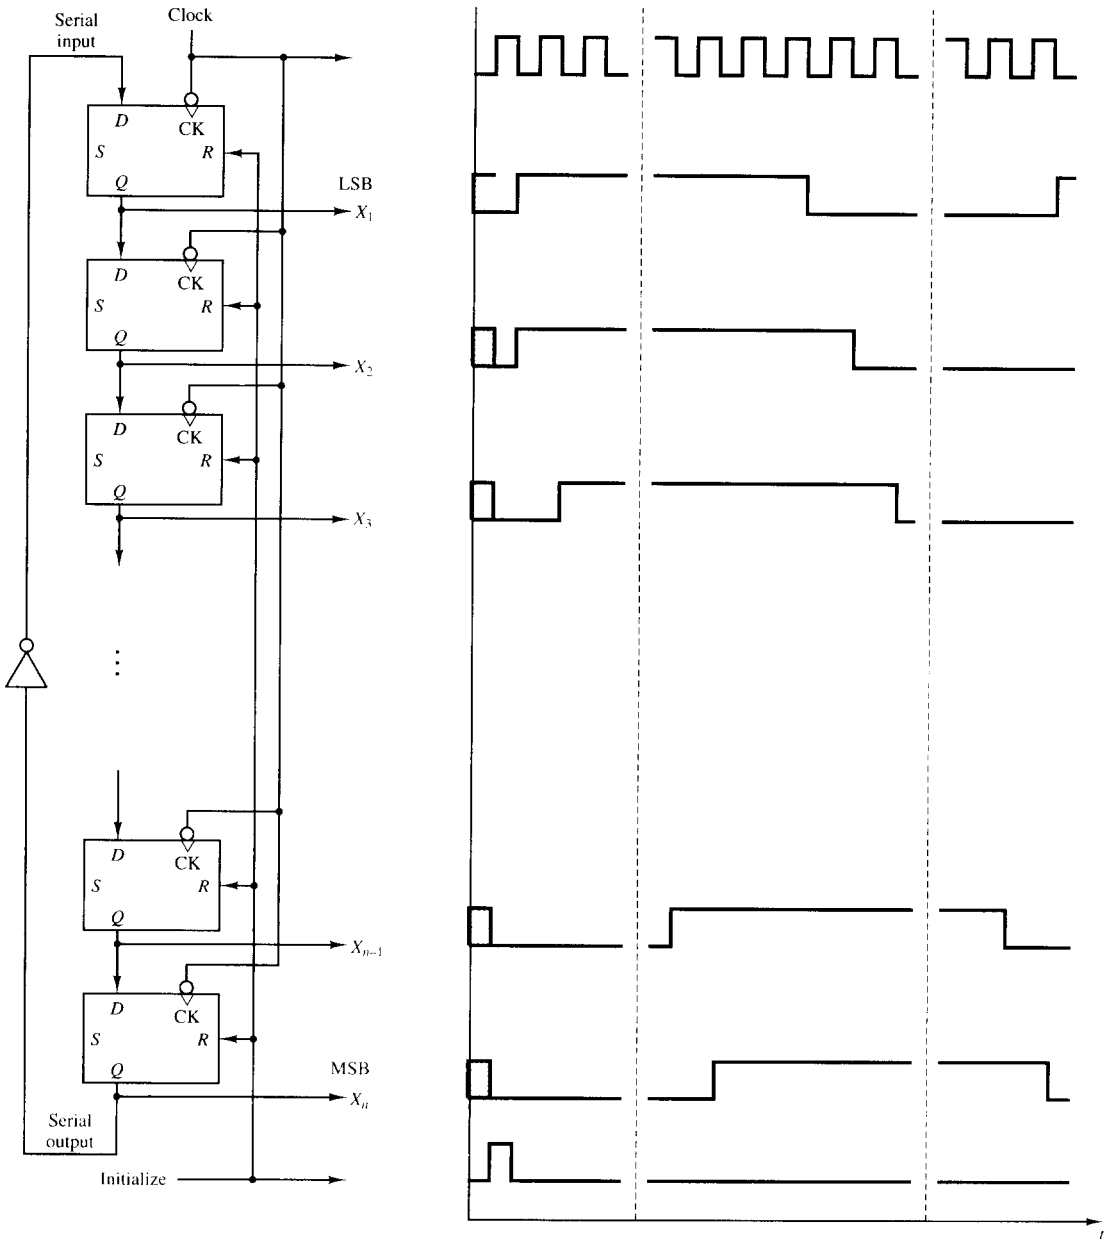 Serial
input
Clock
D
CK
S
R
Q
LSB
X₁
D
CK
S
R
Q
X₂
D
CK
S
R
Q
X₃
⋮
D
CK
S
R
Q
Xₙ₋₁
D
CK
S
R
Q
MSB
Xₙ
Serial
output
Initialize
t